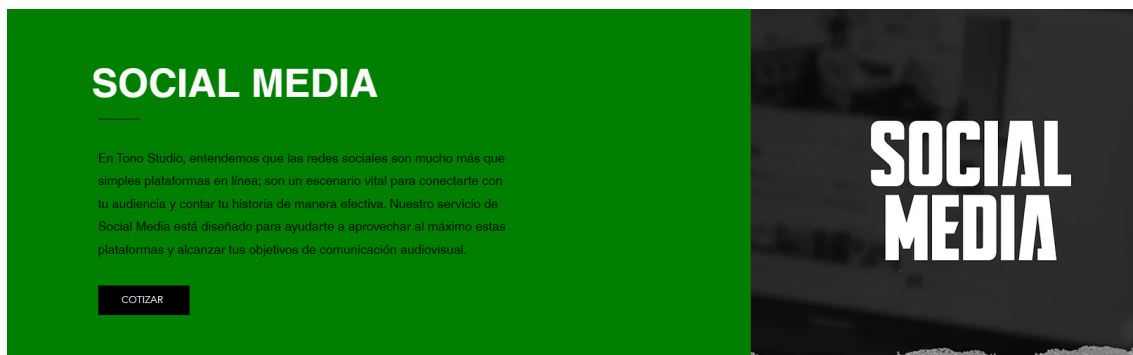 SOCIAL MEDIA
En Tono Studio, entendemos que las redes sociales son mucho más que
simples plataformas en línea; son un escenario vital para conectarte con
tu audiencia y contar tu historia de manera efectiva. Nuestro servicio de
Social Media está diseñado para ayudarte a aprovechar al máximo estas
plataformas y alcanzar tus objetivos de comunicación audiovisual.
COTIZAR
SOCIAL
MEDIA